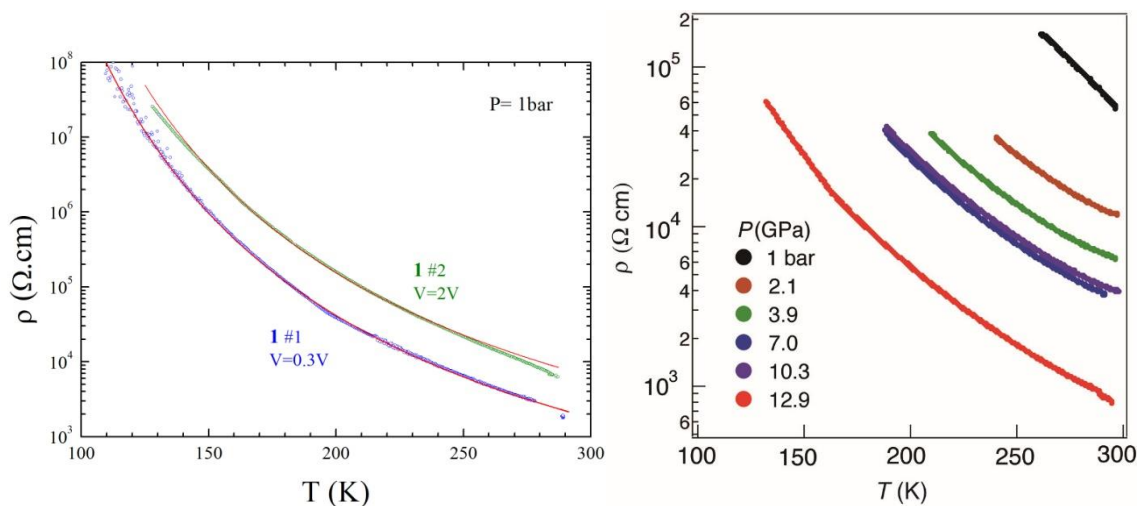 10⁸
10⁷
10⁶
10⁵
10⁴
10³
ρ (Ω.cm)
P= 1bar
1 #2
V=2V
1 #1
V=0.3V
100 150 200 250 300
T (K)
2
10⁵
6
4
2
10⁴
6
4
2
10³
6
ρ (Ω cm)
P(GPa)
1 bar
2.1
3.9
7.0
10.3
12.9
100 150 200 250 300
T (K)